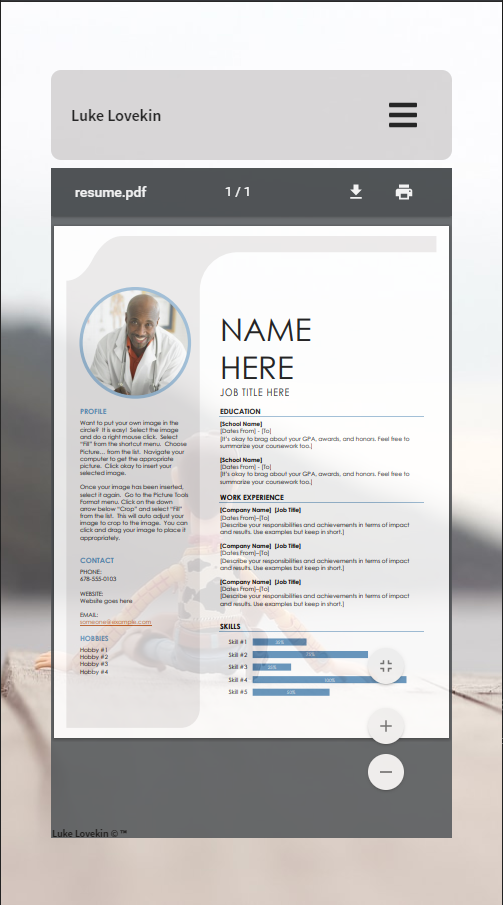 Luke Lovekin
resume.pdf
1 / 1
NAME
HERE
JOB TITLE HERE
PROFILE
Want to put your own image in the
circle? It is easy! Select the image
and do a right mouse click. Select
"Fill" from the shortcut menu. Choose
Picture... from the list. Navigate your
computer to get the appropriate
picture. Click okay to insert your
selected image.
Once your image has been inserted,
select it again. Go to the Picture Tools
Format menu. Click on the down
arrow below "Crop" and select "Fill"
from the list. This will auto adjust your
image to crop to the image. You can
click and drag your image to place it
appropriately.
CONTACT
PHONE:
678-555-0103
WEBSITE:
Website goes here
EMAIL:
someone@example.com
HOBBIES
Hobby #1
Hobby #2
Hobby #3
Hobby #4
EDUCATION
[School Name]
[Dates From] - [To]
[It's okay to brag about your GPA, awards, and honors. Feel free to
summarize your coursework too.]
[School Name]
[Dates From] - [To]
[It's okay to brag about your GPA, awards, and honors. Feel free to
summarize your coursework too.]
WORK EXPERIENCE
[Company Name] [Job Title]
[Dates From]–[To]
[Describe your responsibilities and achievements in terms of impact
and results. Use examples but keep in short.]
[Company Name] [Job Title]
[Dates From]–[To]
[Describe your responsibilities and achievements in terms of impact
and results. Use examples but keep in short.]
[Company Name] [Job Title]
[Dates From]–[To]
[Describe your responsibilities and achievements in terms of impact
and results. Use examples but keep in short.]
SKILLS
Skill #1
Skill #2
Skill #3
Skill #4
Skill #5
Luke Lovekin © ™